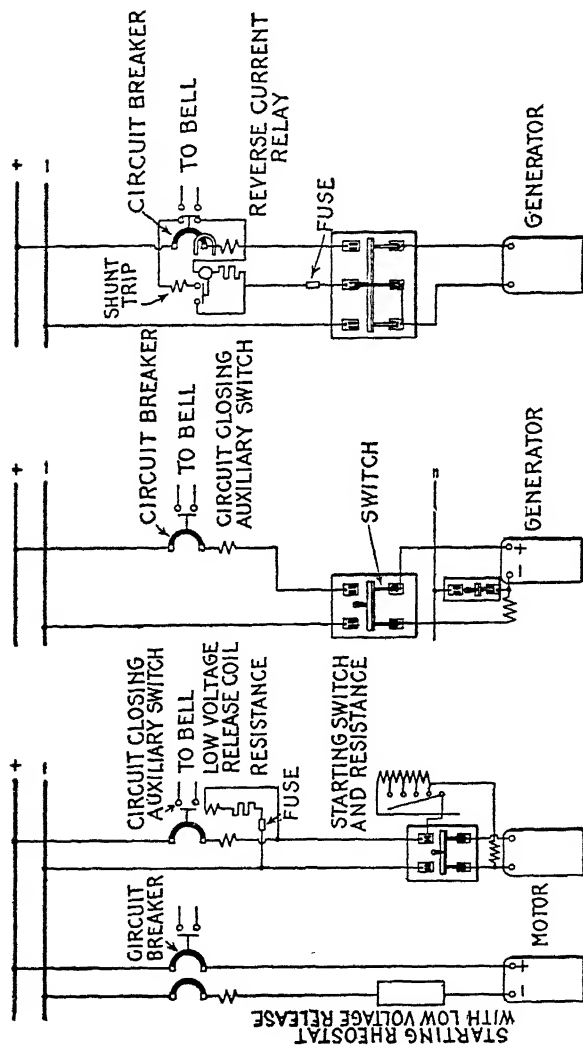 +
−
CIRCUIT
BREAKER
STARTING RHEOSTAT
WITH LOW VOLTAGE RELEASE
−
+
MOTOR
+
−
CIRCUIT CLOSING
AUXILIARY SWITCH
TO BELL
LOW VOLTAGE
RELEASE COIL
RESISTANCE
FUSE
STARTING SWITCH
AND RESISTANCE
+
−
CIRCUIT BREAKER
TO BELL
CIRCUIT CLOSING
AUXILIARY SWITCH
SWITCH
=
−
+
GENERATOR
+
−
CIRCUIT BREAKER
TO BELL
SHUNT
TRIP
REVERSE CURRENT
RELAY
FUSE
GENERATOR